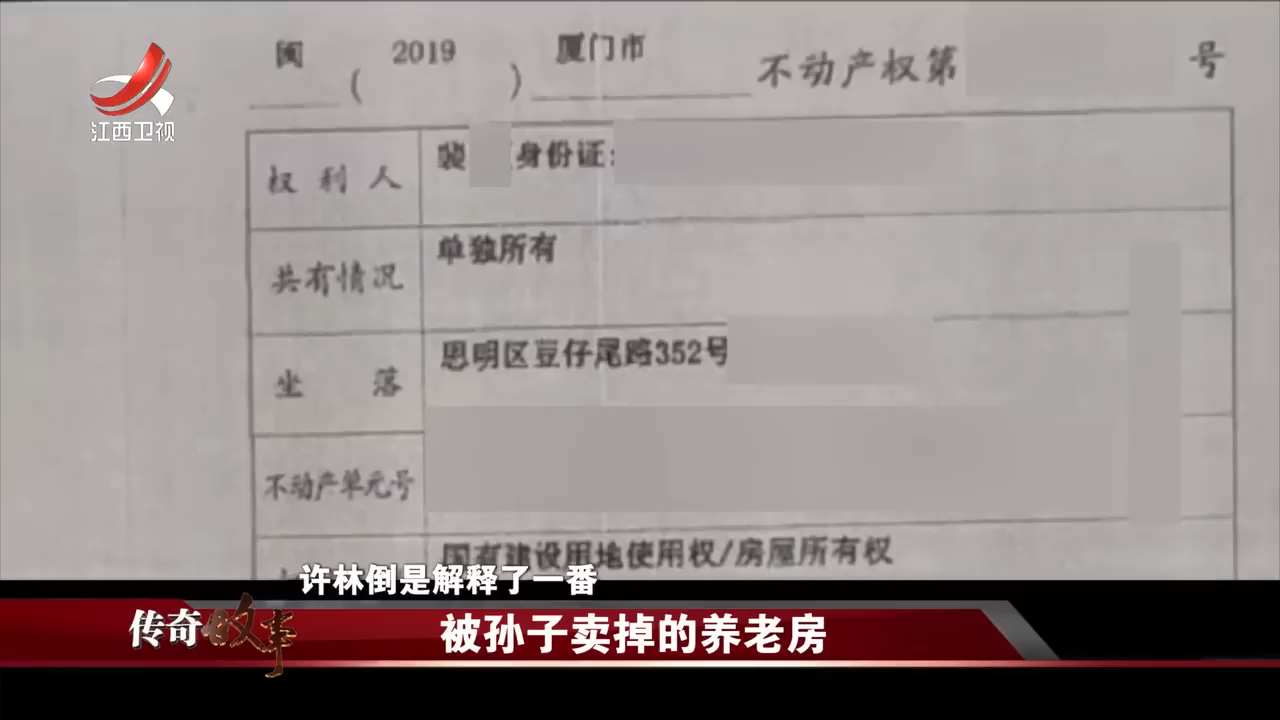 闽 ( 2019 ) 厦门市 不动产权第 号
江西卫视
权利人 裴 身份证:
共有情况 单独所有
坐落 思明区豆仔尾路352号
不动产单元号
国有建设用地使用权/房屋所有权
许林倒是解释了一番
传奇故事 被孙子卖掉的养老房